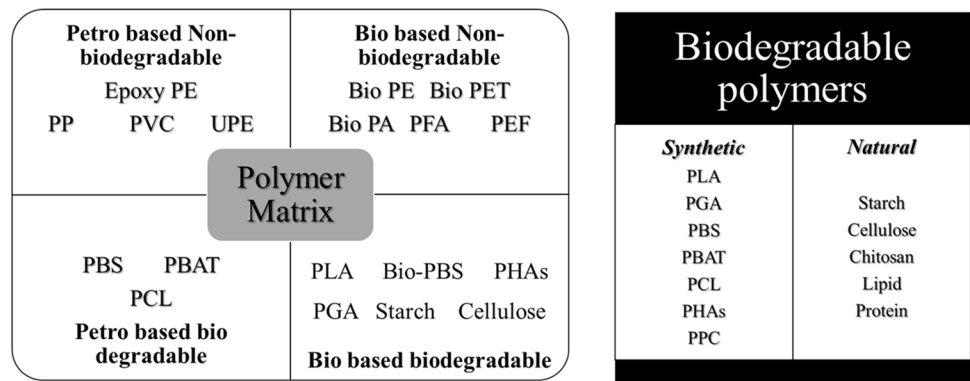 Petro based Non-
biodegradable
Epoxy PE
PP PVC UPE
Bio based Non-
biodegradable
Bio PE Bio PET
Bio PA PFA PEF
Polymer
Matrix
PBS PBAT
PCL
Petro based bio
degradable
PLA Bio-PBS PHAs
PGA Starch Cellulose
Bio based biodegradable
Biodegradable
polymers
Synthetic
PLA
PGA
PBS
PBAT
PCL
PHAs
PPC
Natural
Starch
Cellulose
Chitosan
Lipid
Protein